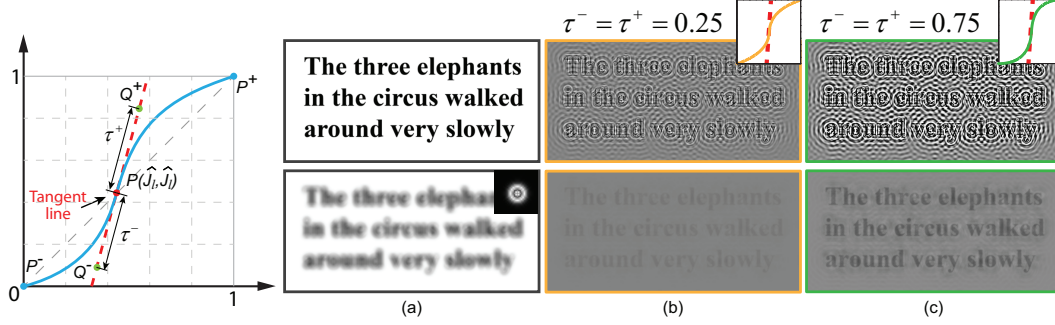 1
Q⁺
P⁺
τ⁺
P(Ĵₗ, Ĵₗ)
Tangent
line
τ⁻
P⁻
Q⁻
0
1
The three elephants
in the circus walked
around very slowly
The three elephants
in the circus walked
around very slowly
(a)
τ⁻ = τ⁺ = 0.25
The three elephants
in the circus walked
around very slowly
The three elephants
in the circus walked
around very slowly
(b)
τ⁻ = τ⁺ = 0.75
The three elephants
in the circus walked
around very slowly
The three elephants
in the circus walked
around very slowly
(c)